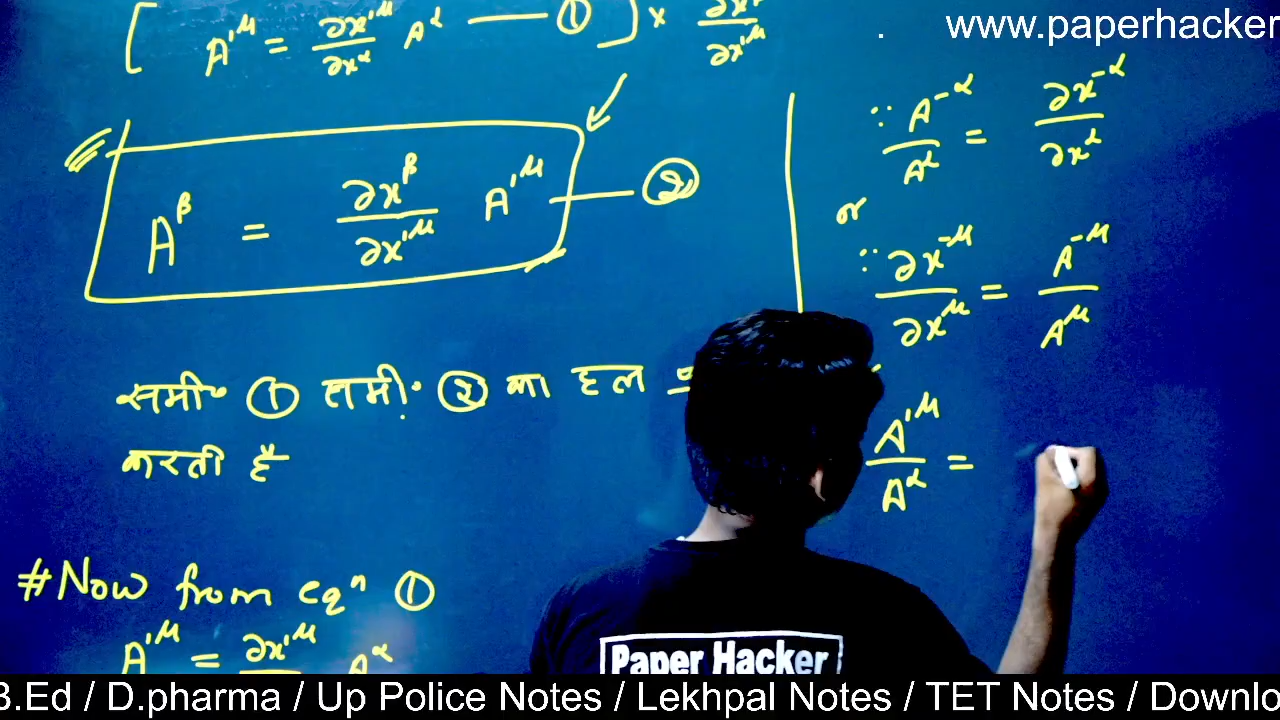 [ A'^μ = ∂x'^μ/∂x^α A^α — ① ] ×
www.paperhacker
A^β = ∂x^β/∂x'^μ A'^μ — ②
समी० ① समी० ② का हल
करती है
#Now from eqⁿ ①
A'^μ = ∂x'^μ A^α
∵ A^-α/A^α = ∂x^-α/∂x^α
or
∵ ∂x^-μ/∂x^μ = A^-μ/A^μ
A'^μ/A^α =
Paper Hacker
B.Ed / D.pharma / Up Police Notes / Lekhpal Notes / TET Notes / Downlo